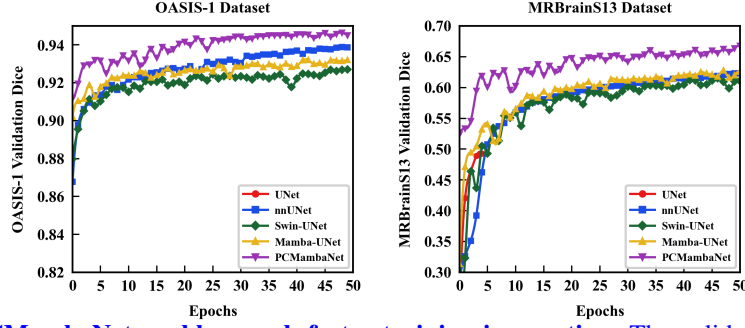 OASIS-1 Dataset
OASIS-1 Validation Dice
0.94
0.92
0.90
0.88
0.86
0.84
0.82
0 5 10 15 20 25 30 35 40 45 50
Epochs
UNet
nnUNet
Swin-UNet
Mamba-UNet
PCMambaNet
MRBrainS13 Dataset
MRBrainS13 Validation Dice
0.70
0.65
0.60
0.55
0.50
0.45
0.40
0.35
0.30
0 5 10 15 20 25 30 35 40 45 50
Epochs
UNet
nnUNet
Swin-UNet
Mamba-UNet
PCMambaNet